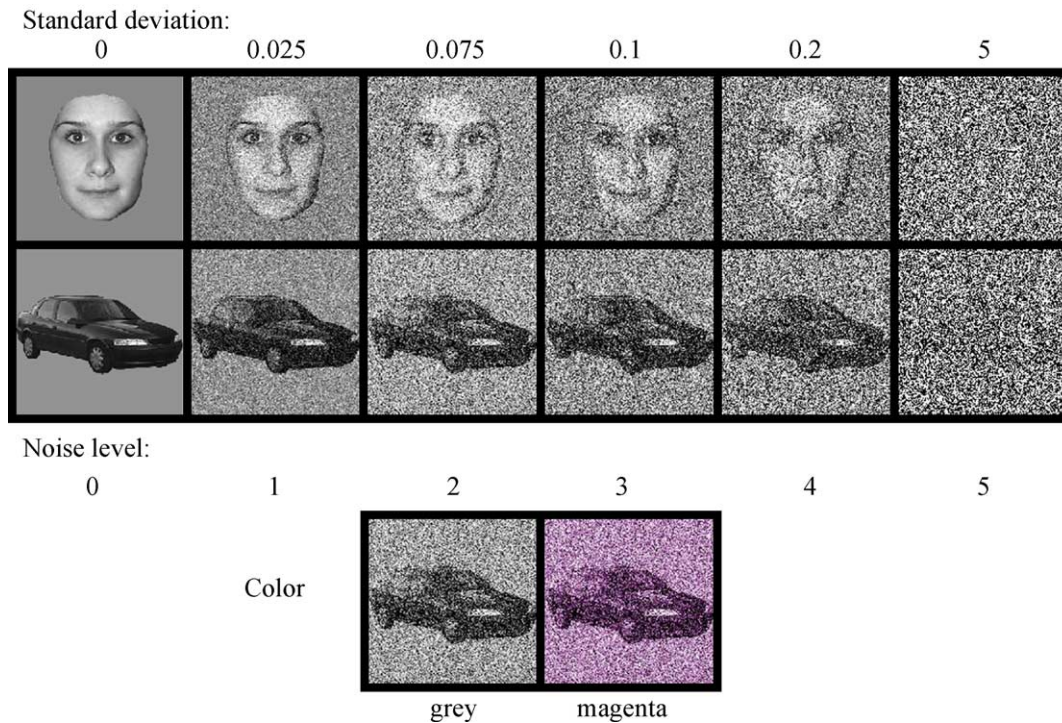 Standard deviation:
0 0.025 0.075 0.1 0.2 5
Noise level:
0 1 2 3 4 5
Color
grey magenta